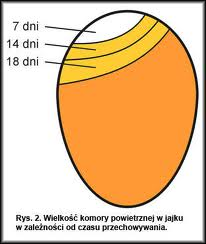 7 dni
14 dni
18 dni
Rys. 2. Wielkość komory powietrznej w jajku
w zależności od czasu przechowywania.